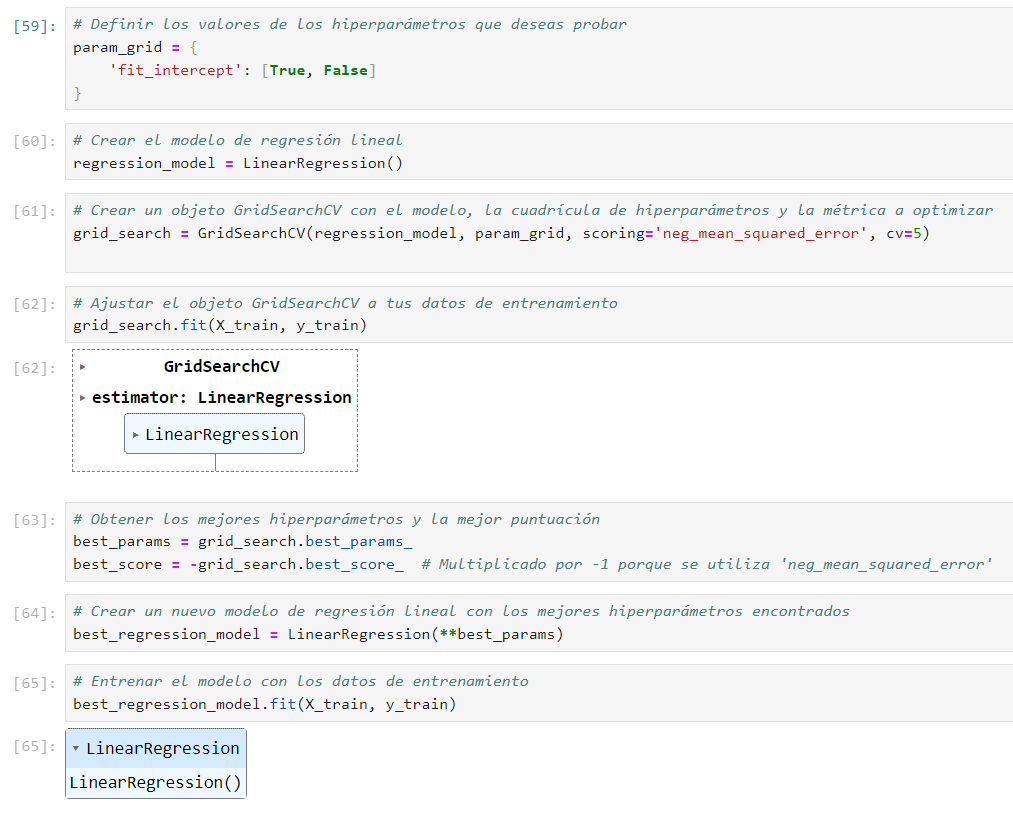 [59]: # Definir los valores de los hiperparámetros que deseas probar
param_grid = {
    'fit_intercept': [True, False]
}
[60]: # Crear el modelo de regresión lineal
regression_model = LinearRegression()
[61]: # Crear un objeto GridSearchCV con el modelo, la cuadrícula de hiperparámetros y la métrica a optimizar
grid_search = GridSearchCV(regression_model, param_grid, scoring='neg_mean_squared_error', cv=5)
[62]: # Ajustar el objeto GridSearchCV a tus datos de entrenamiento
grid_search.fit(X_train, y_train)
[62]: ▸ GridSearchCV
▸ estimator: LinearRegression
▸ LinearRegression
[63]: # Obtener los mejores hiperparámetros y la mejor puntuación
best_params = grid_search.best_params_
best_score = -grid_search.best_score_  # Multiplicado por -1 porque se utiliza 'neg_mean_squared_error'
[64]: # Crear un nuevo modelo de regresión lineal con los mejores hiperparámetros encontrados
best_regression_model = LinearRegression(**best_params)
[65]: # Entrenar el modelo con los datos de entrenamiento
best_regression_model.fit(X_train, y_train)
[65]: ▾ LinearRegression
LinearRegression()